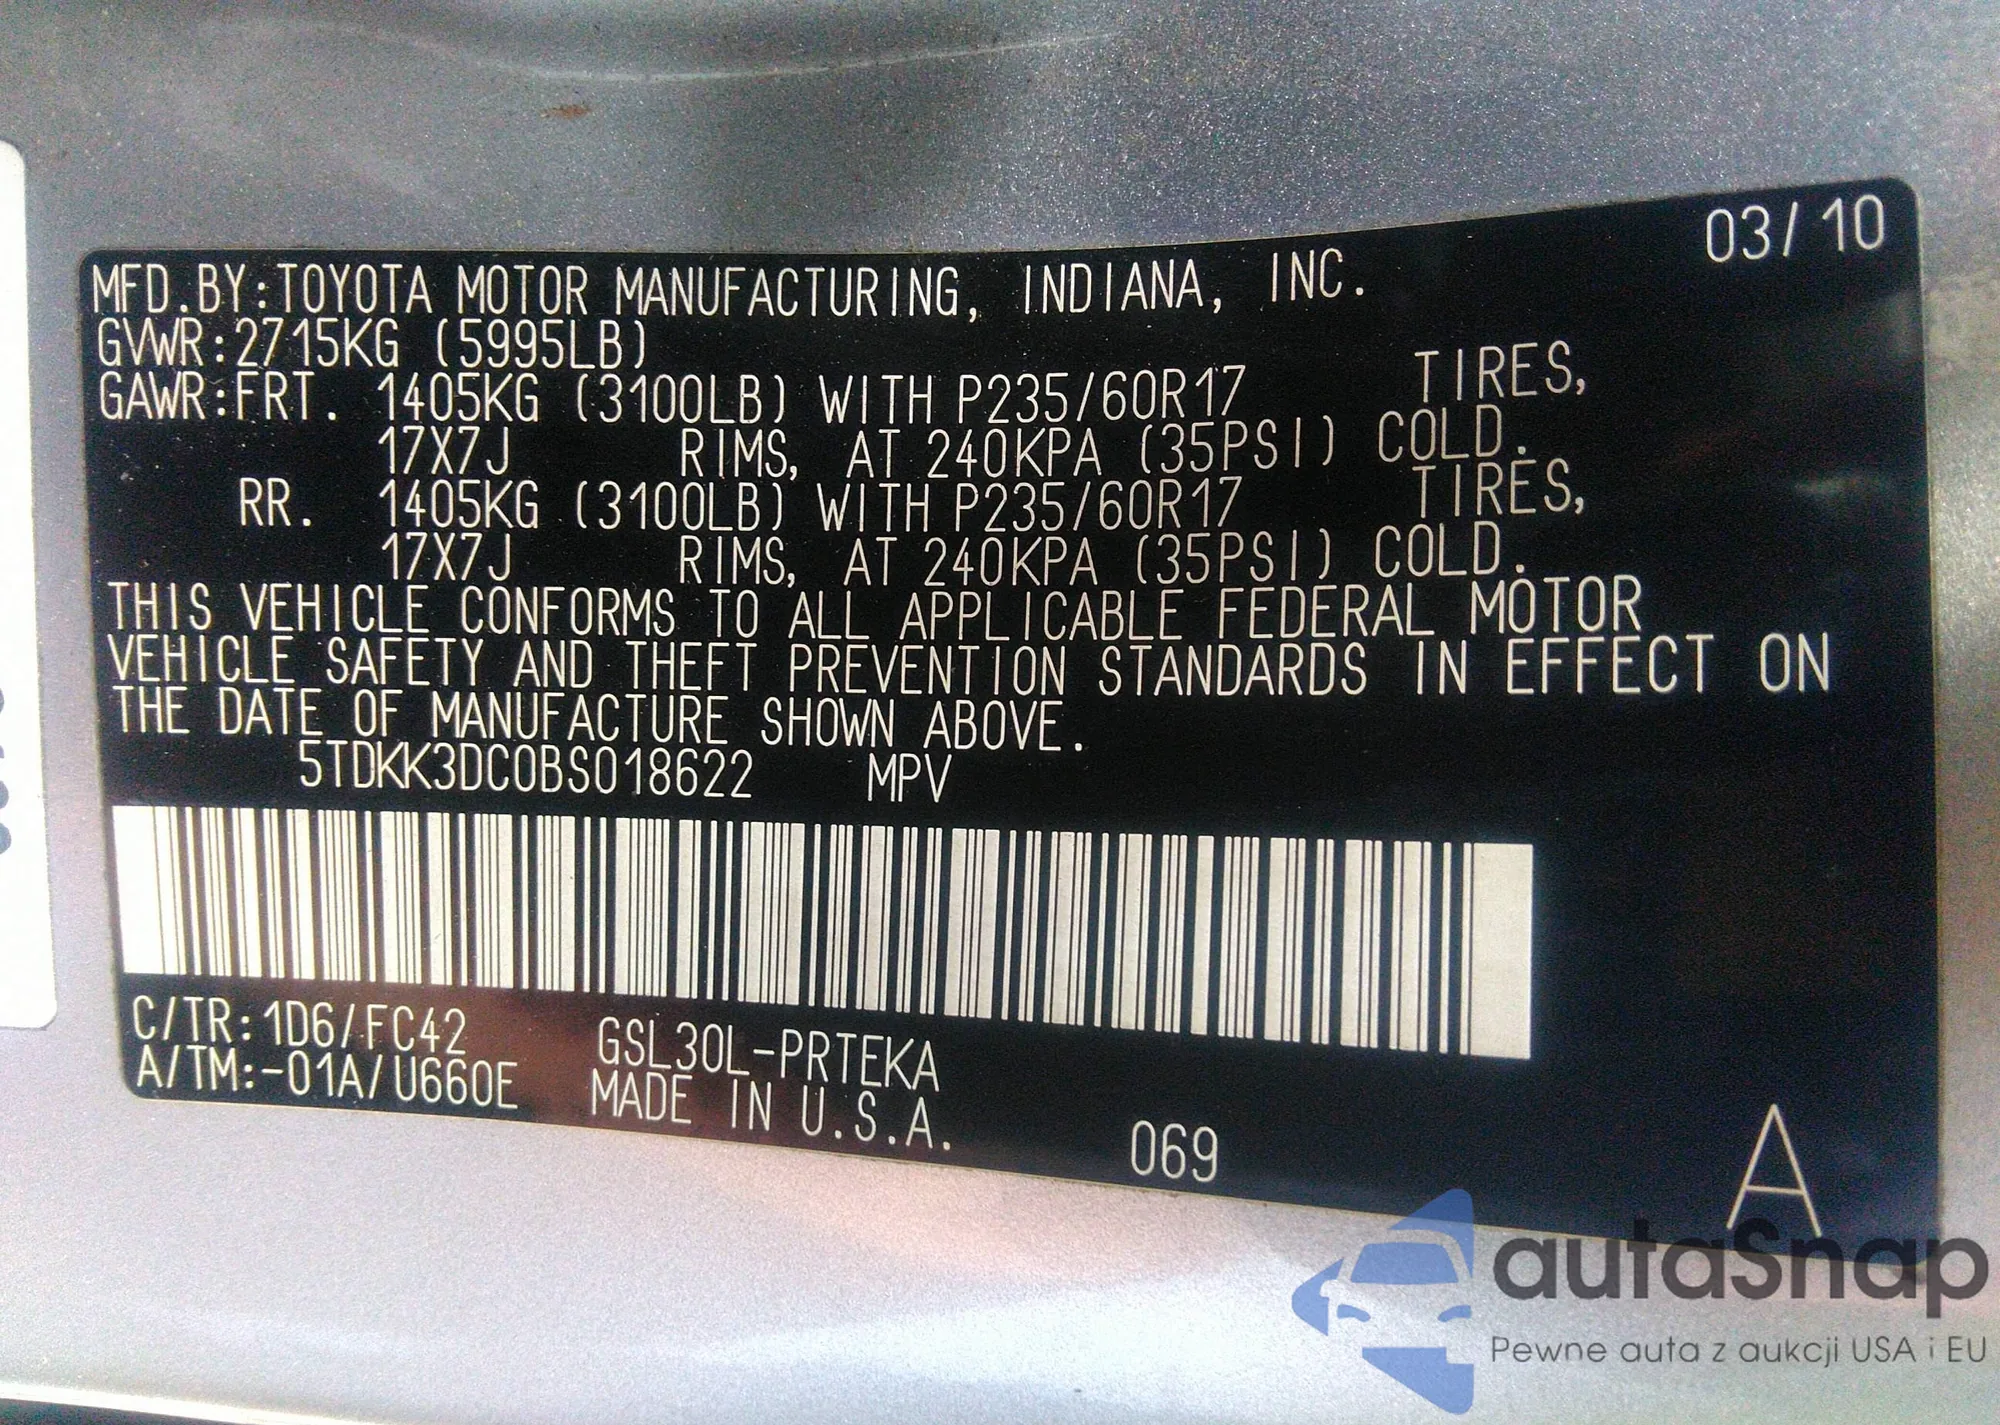 03/10
MFD.BY:TOYOTA MOTOR MANUFACTURING, INDIANA, INC.
GVWR:2715KG (5995LB)
GAWR:FRT. 1405KG (3100LB) WITH P235/60R17 TIRES,
17X7J RIMS, AT 240KPA (35PSI) COLD.
RR. 1405KG (3100LB) WITH P235/60R17 TIRES,
17X7J RIMS, AT 240KPA (35PSI) COLD.
THIS VEHICLE CONFORMS TO ALL APPLICABLE FEDERAL MOTOR
VEHICLE SAFETY AND THEFT PREVENTION STANDARDS IN EFFECT ON
THE DATE OF MANUFACTURE SHOWN ABOVE.
5TDKK3DC0BS018622 MPV
C/TR:1D6/FC42 GSL30L-PRTEKA
A/TM:-01A/U660E MADE IN U.S.A.
069
A
autaSnap
Pewne auta z aukcji USA i EU